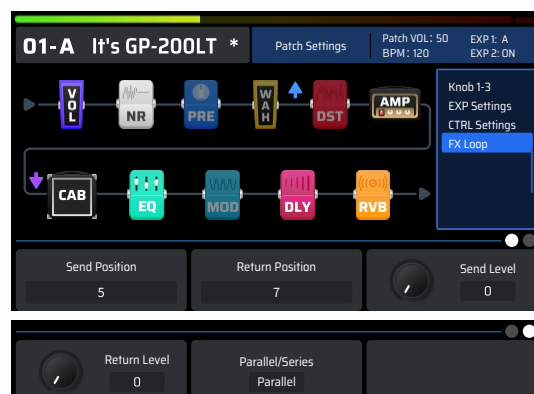 01-A It's GP-200LT *
Patch Settings
Patch VOL: 50
BPM: 120
EXP 1: A
EXP 2: ON
VOL
NR
PRE
WAH
DST
AMP
Knob 1-3
EXP Settings
CTRL Settings
FX Loop
CAB
EQ
MOD
DLY
RVB
Send Position
5
Return Position
7
Send Level
0
Return Level
0
Parallel/Series
Parallel